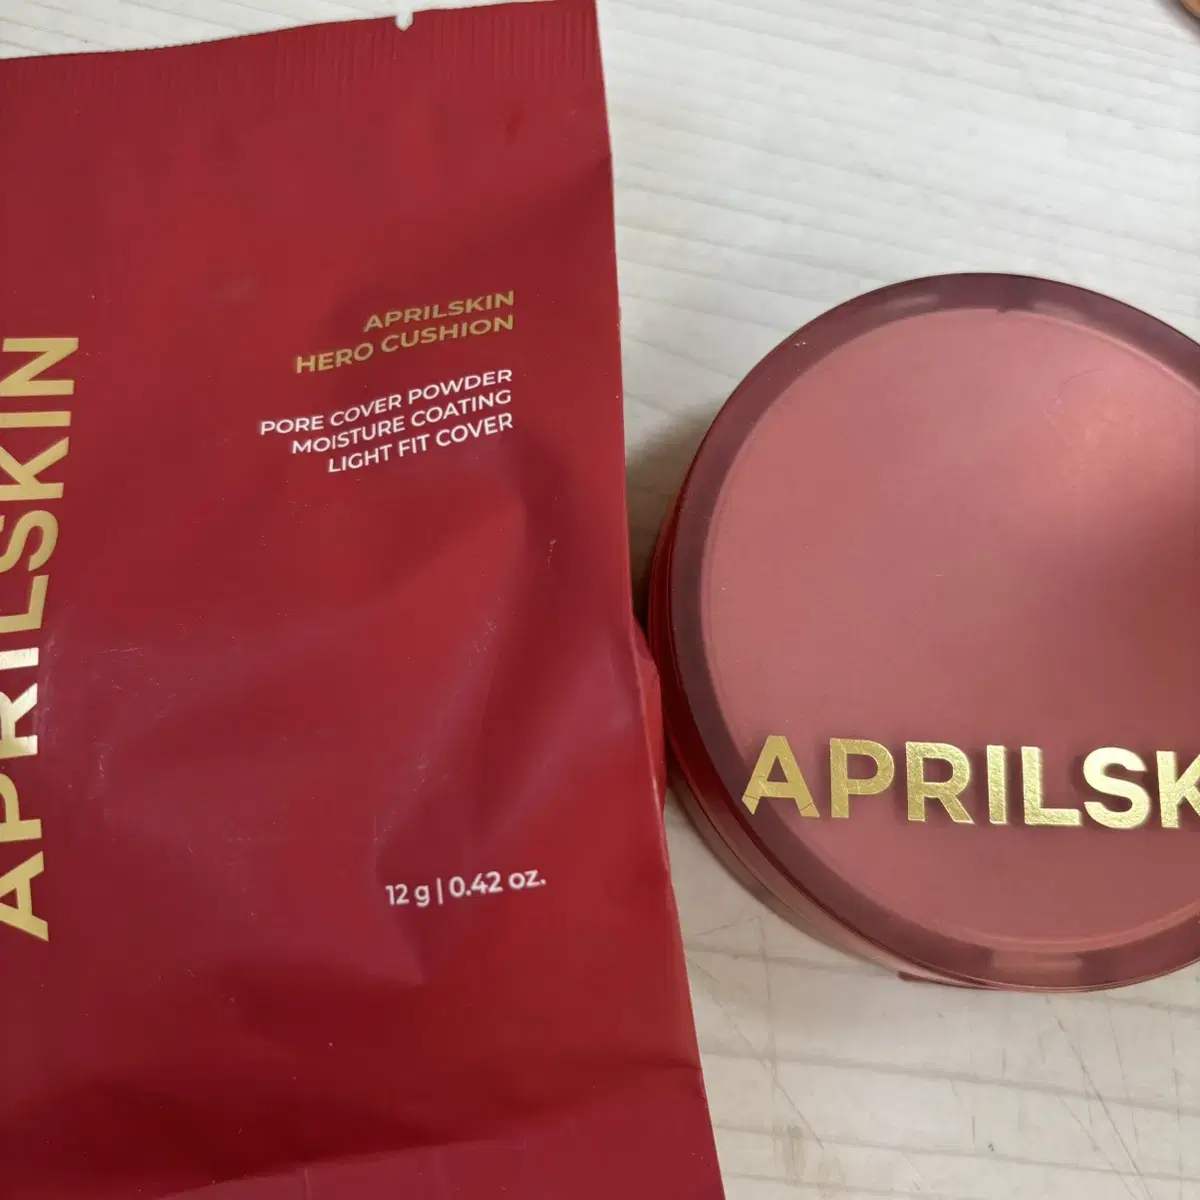 APRILSKIN
APRILSKIN
HERO CUSHION
PORE COVER POWDER
MOISTURE COATING
LIGHT FIT COVER
12 g | 0.42 oz.
APRILSK